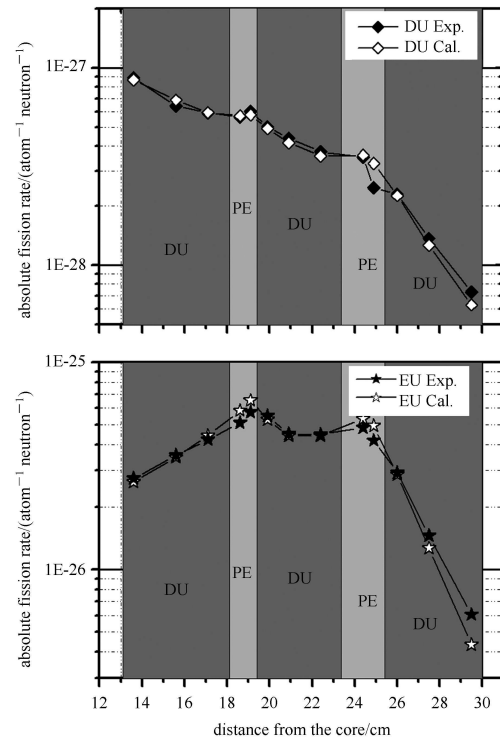 absolute fission rate/(atom⁻¹ neutron⁻¹)
1E-27
1E-28
DU Exp.
DU Cal.
DU
PE
DU
PE
DU
absolute fission rate/(atom⁻¹ neutron⁻¹)
1E-25
1E-26
EU Exp.
EU Cal.
DU
PE
DU
PE
DU
12 14 16 18 20 22 24 26 28 30
distance from the core/cm